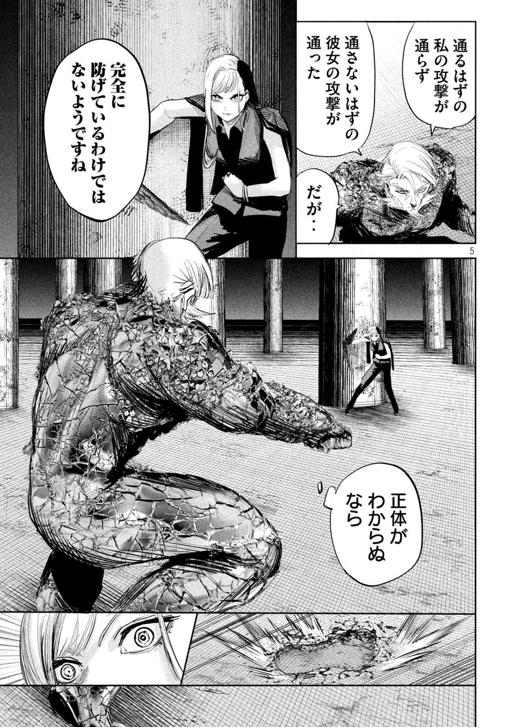 通るはずの
私の攻撃が
通らず
通さないはずの
彼女の攻撃が
通った
だが‥
5
完全に
防げているわけでは
ないようですね
正体が
わからぬ
なら